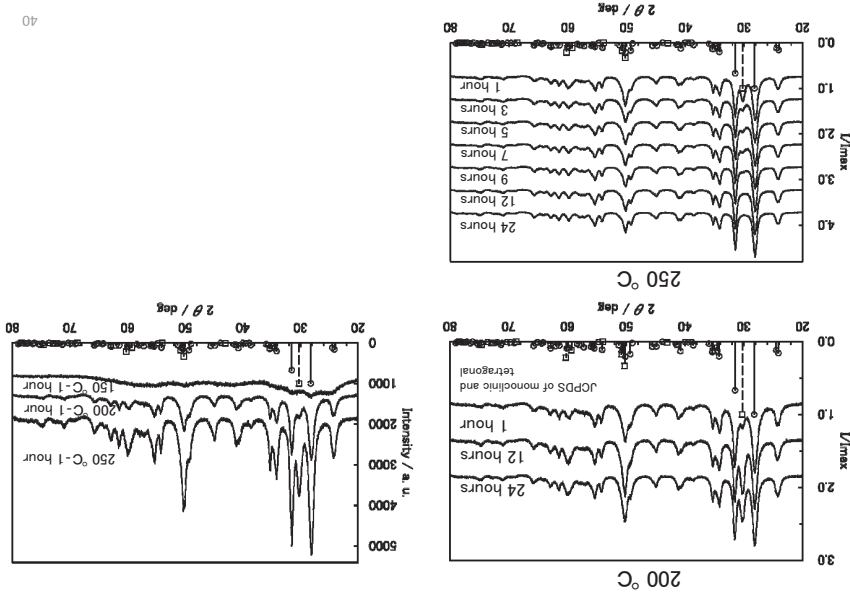 200 °C
I/Imax
3.0
2.0
1.0
0.0
24 hours
12 hours
1 hour
JCPDS of monoclinic and
tetragonal
20 30 40 50 60 70 80
2 θ / deg
Intensity / a. u.
5000
4000
3000
2000
1000
0
250 °C-1 hour
200 °C-1 hour
150 °C-1 hour
20 30 40 50 60 70 80
2 θ / deg
250 °C
I/Imax
4.0
3.0
2.0
1.0
0.0
24 hours
12 hours
9 hours
7 hours
5 hours
3 hours
1 hour
20 30 40 50 60 70 80
2 θ / deg
40